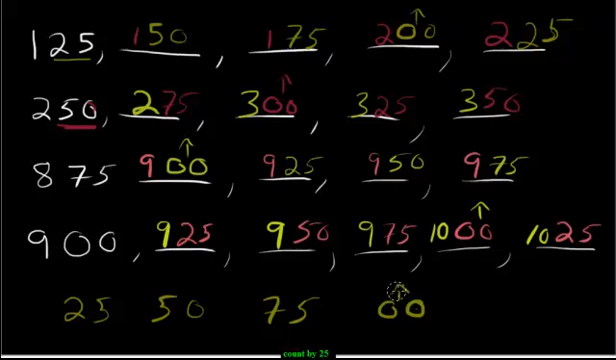 125, 150, 175, 200, 225
250, 275, 300, 325, 350
875 900, 925, 950, 975
900, 925, 950, 975, 1000, 1025
25 50 75 00
count by 25